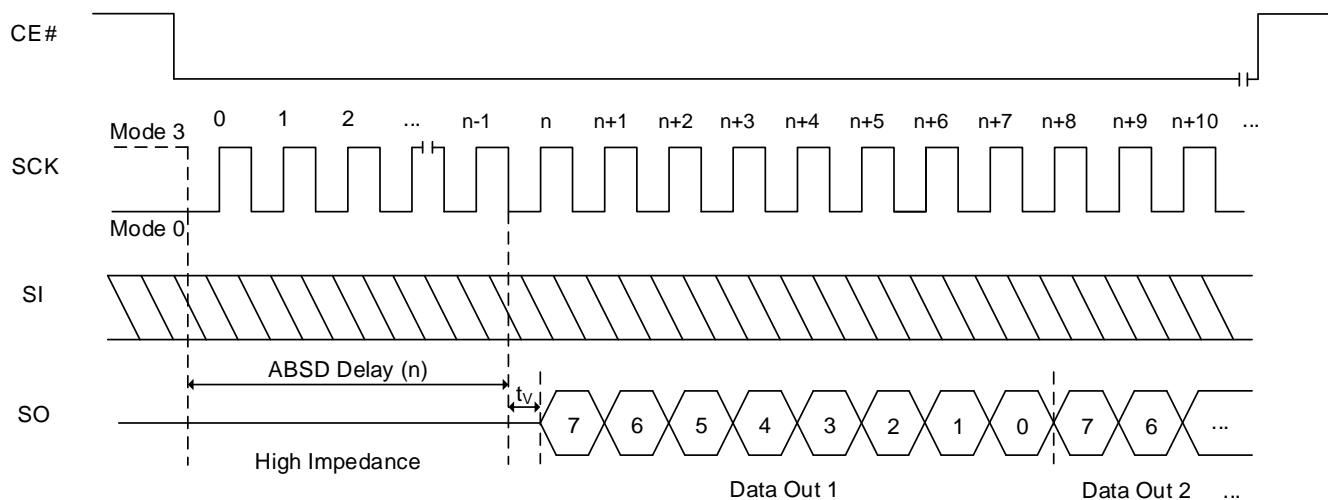 CE#
0 1 2 ... n-1 n n+1 n+2 n+3 n+4 n+5 n+6 n+7 n+8 n+9 n+10 ...
Mode 3
SCK
Mode 0
SI
ABSD Delay (n)
tV
SO
7 6 5 4 3 2 1 0 7 6 ...
High Impedance
Data Out 1 Data Out 2 ...